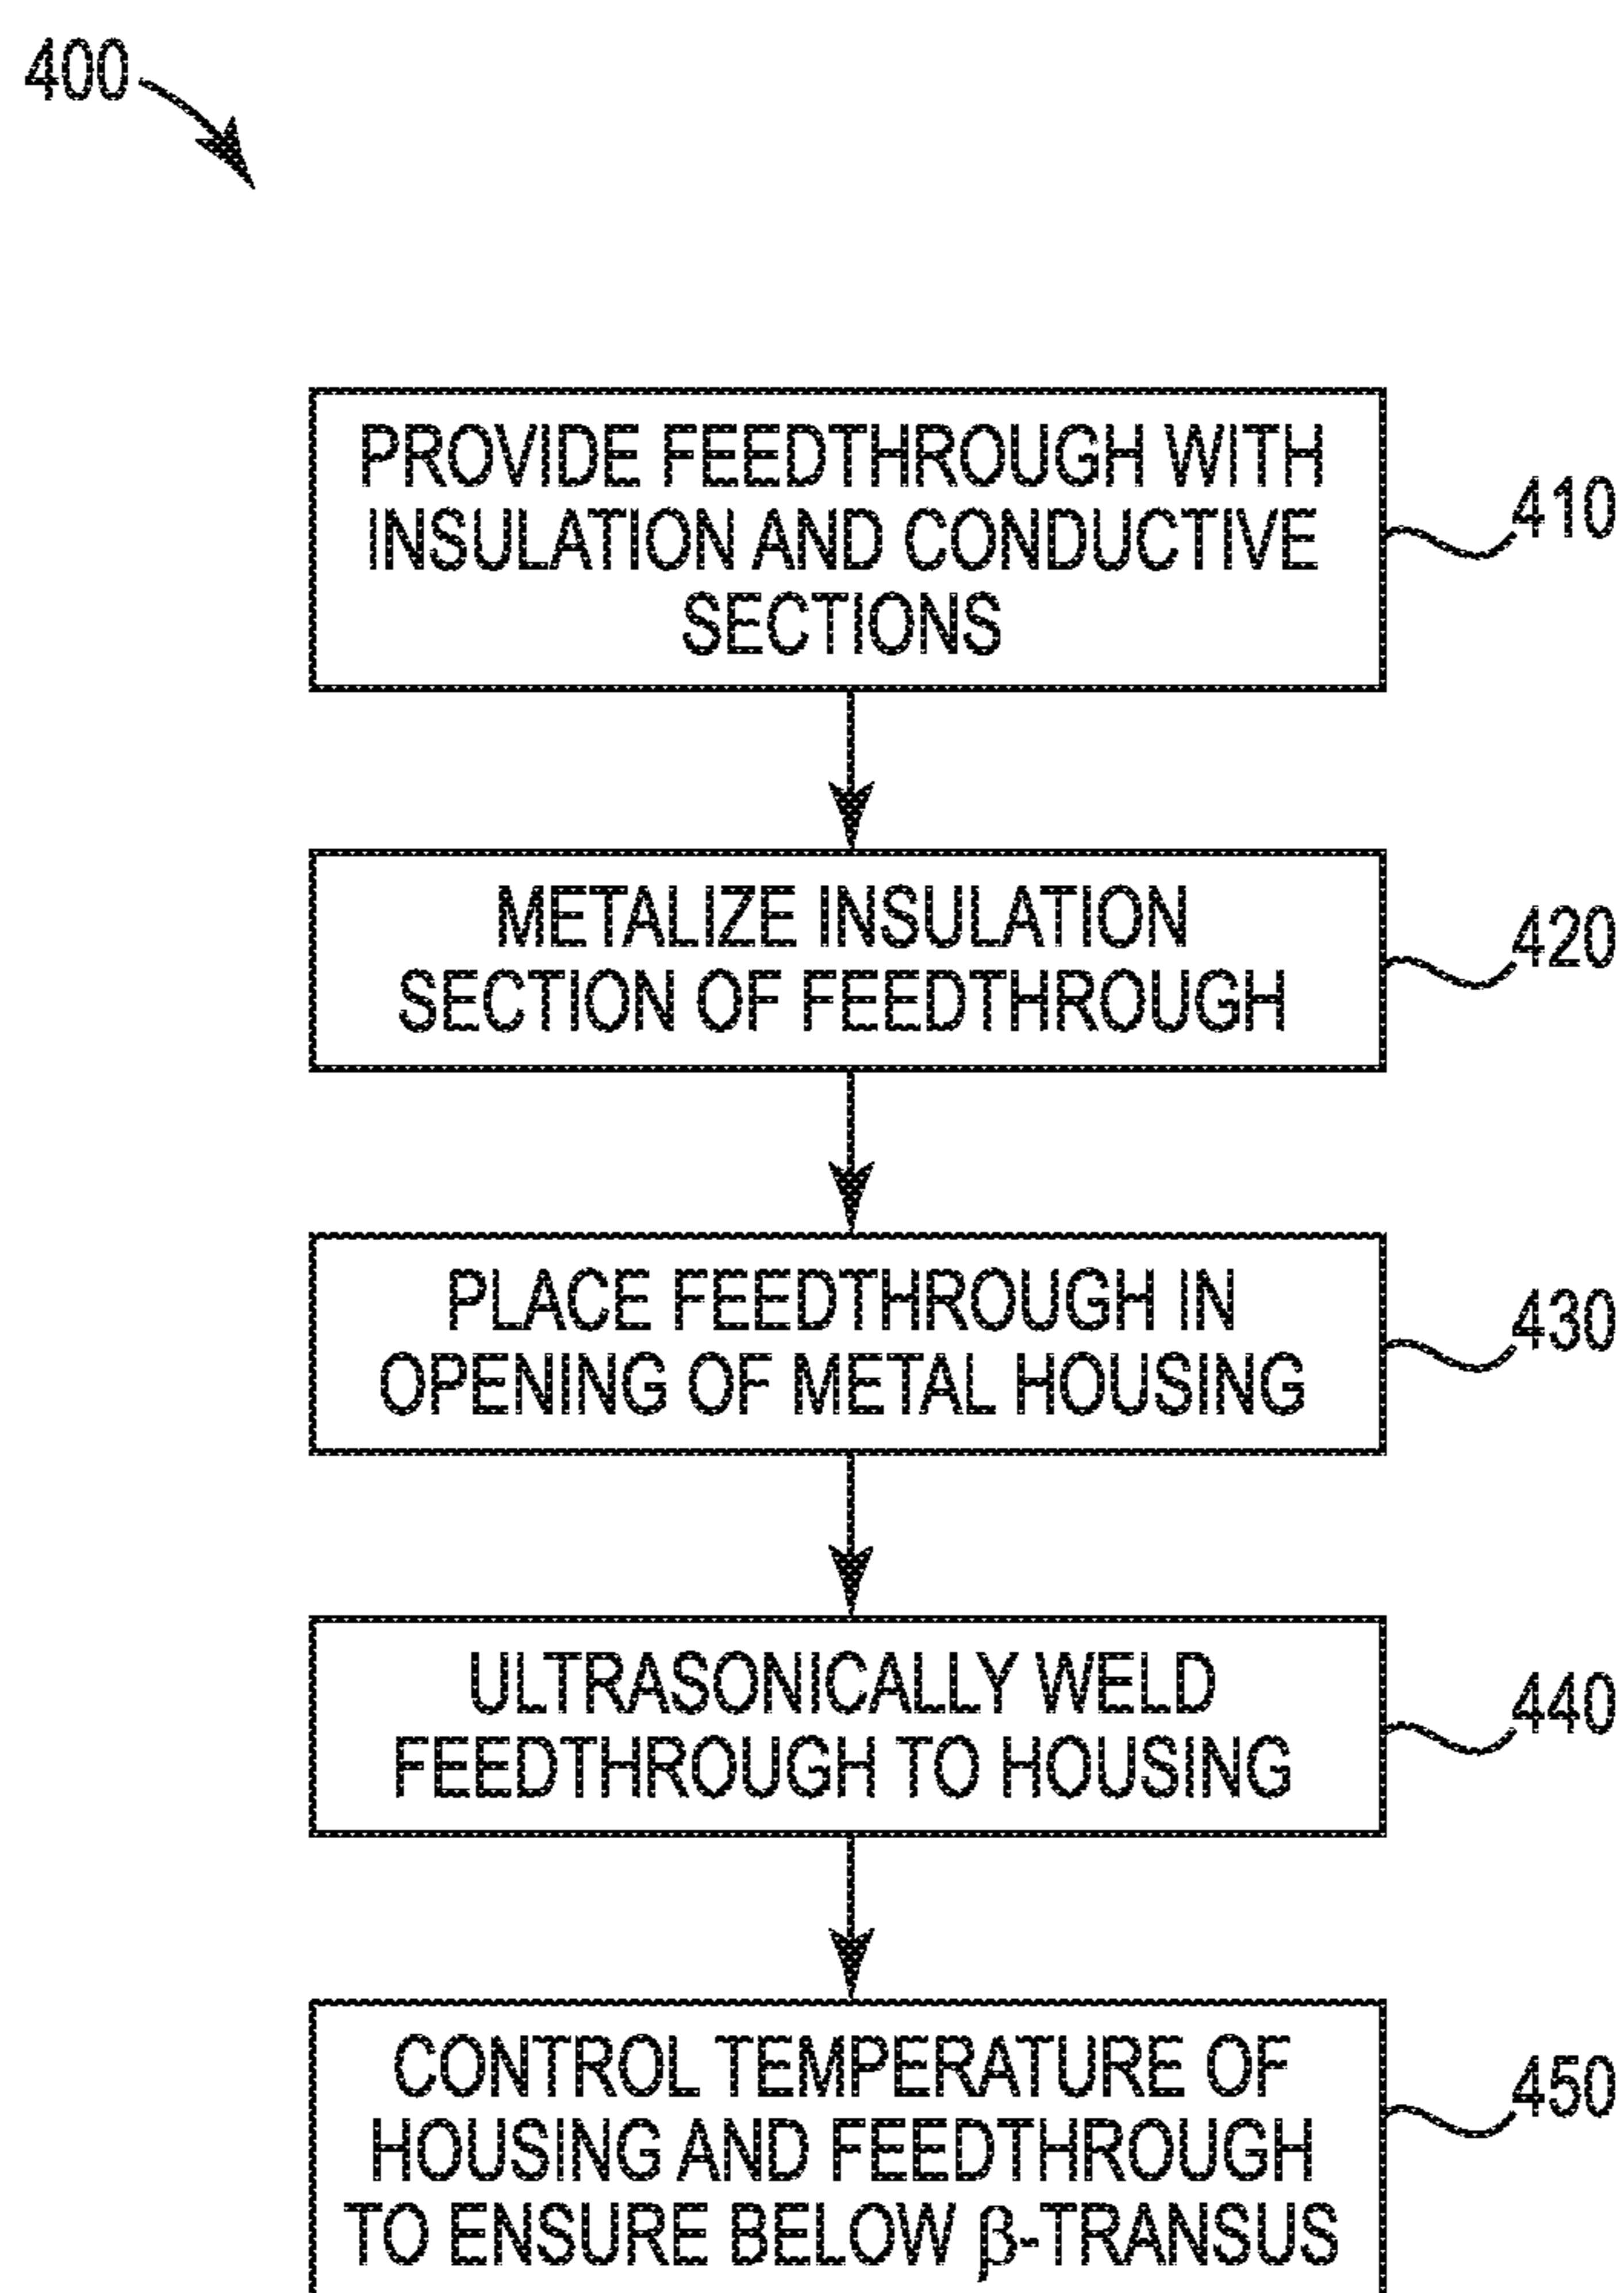 400
PROVIDE FEEDTHROUGH WITH
INSULATION AND CONDUCTIVE
SECTIONS
410
METALIZE INSULATION
SECTION OF FEEDTHROUGH
420
PLACE FEEDTHROUGH IN
OPENING OF METAL HOUSING
430
ULTRASONICALLY WELD
FEEDTHROUGH TO HOUSING
440
CONTROL TEMPERATURE OF
HOUSING AND FEEDTHROUGH
TO ENSURE BELOW β-TRANSUS
450